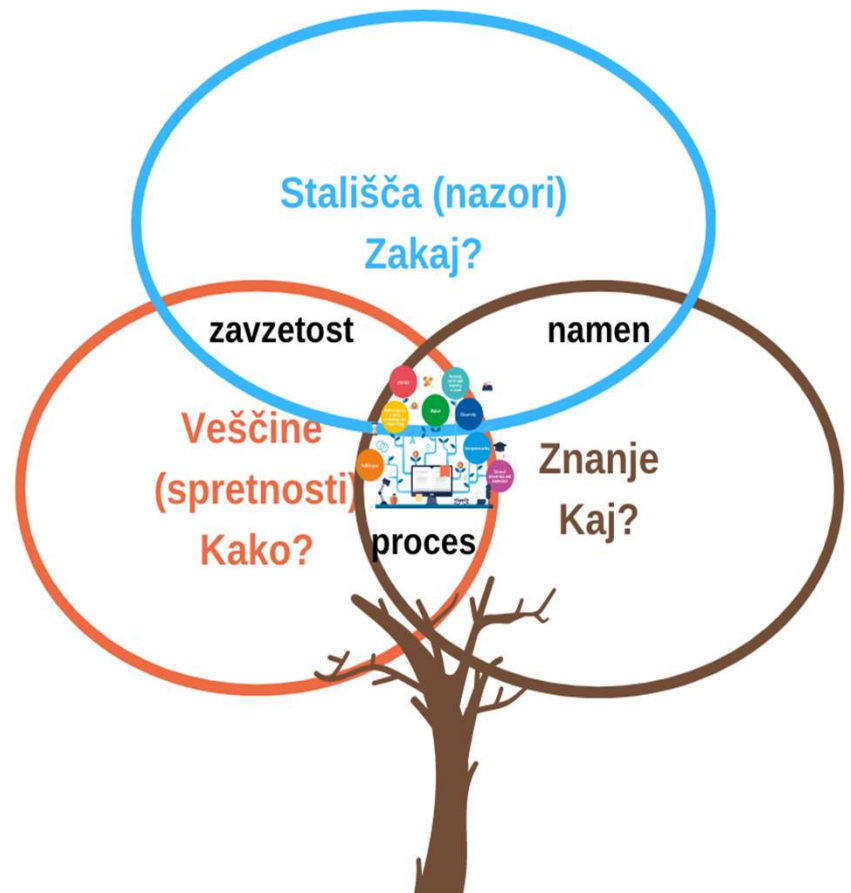 Stališča (nazori)
Zakaj?
zavzetost
namen
Veščine
(spretnosti)
Kako?
Znanje
Kaj?
proces